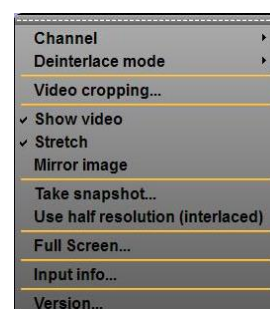 Channel
Deinterlace mode
Video cropping...
Show video
Stretch
Mirror image
Take snapshot...
Use half resolution (interlaced)
Full Screen...
Input info...
Version...